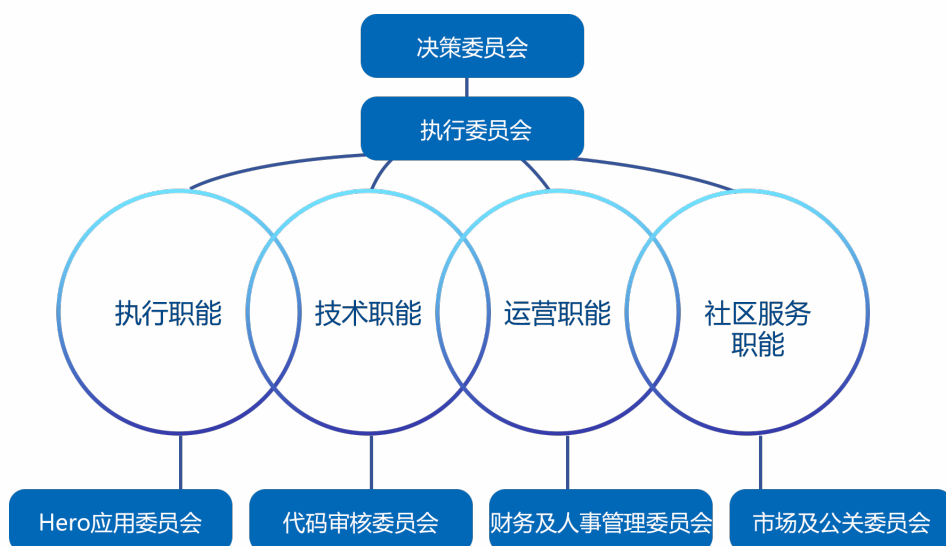 决策委员会
执行委员会
执行职能
技术职能
运营职能
社区服务
职能
Hero应用委员会
代码审核委员会
财务及人事管理委员会
市场及公关委员会